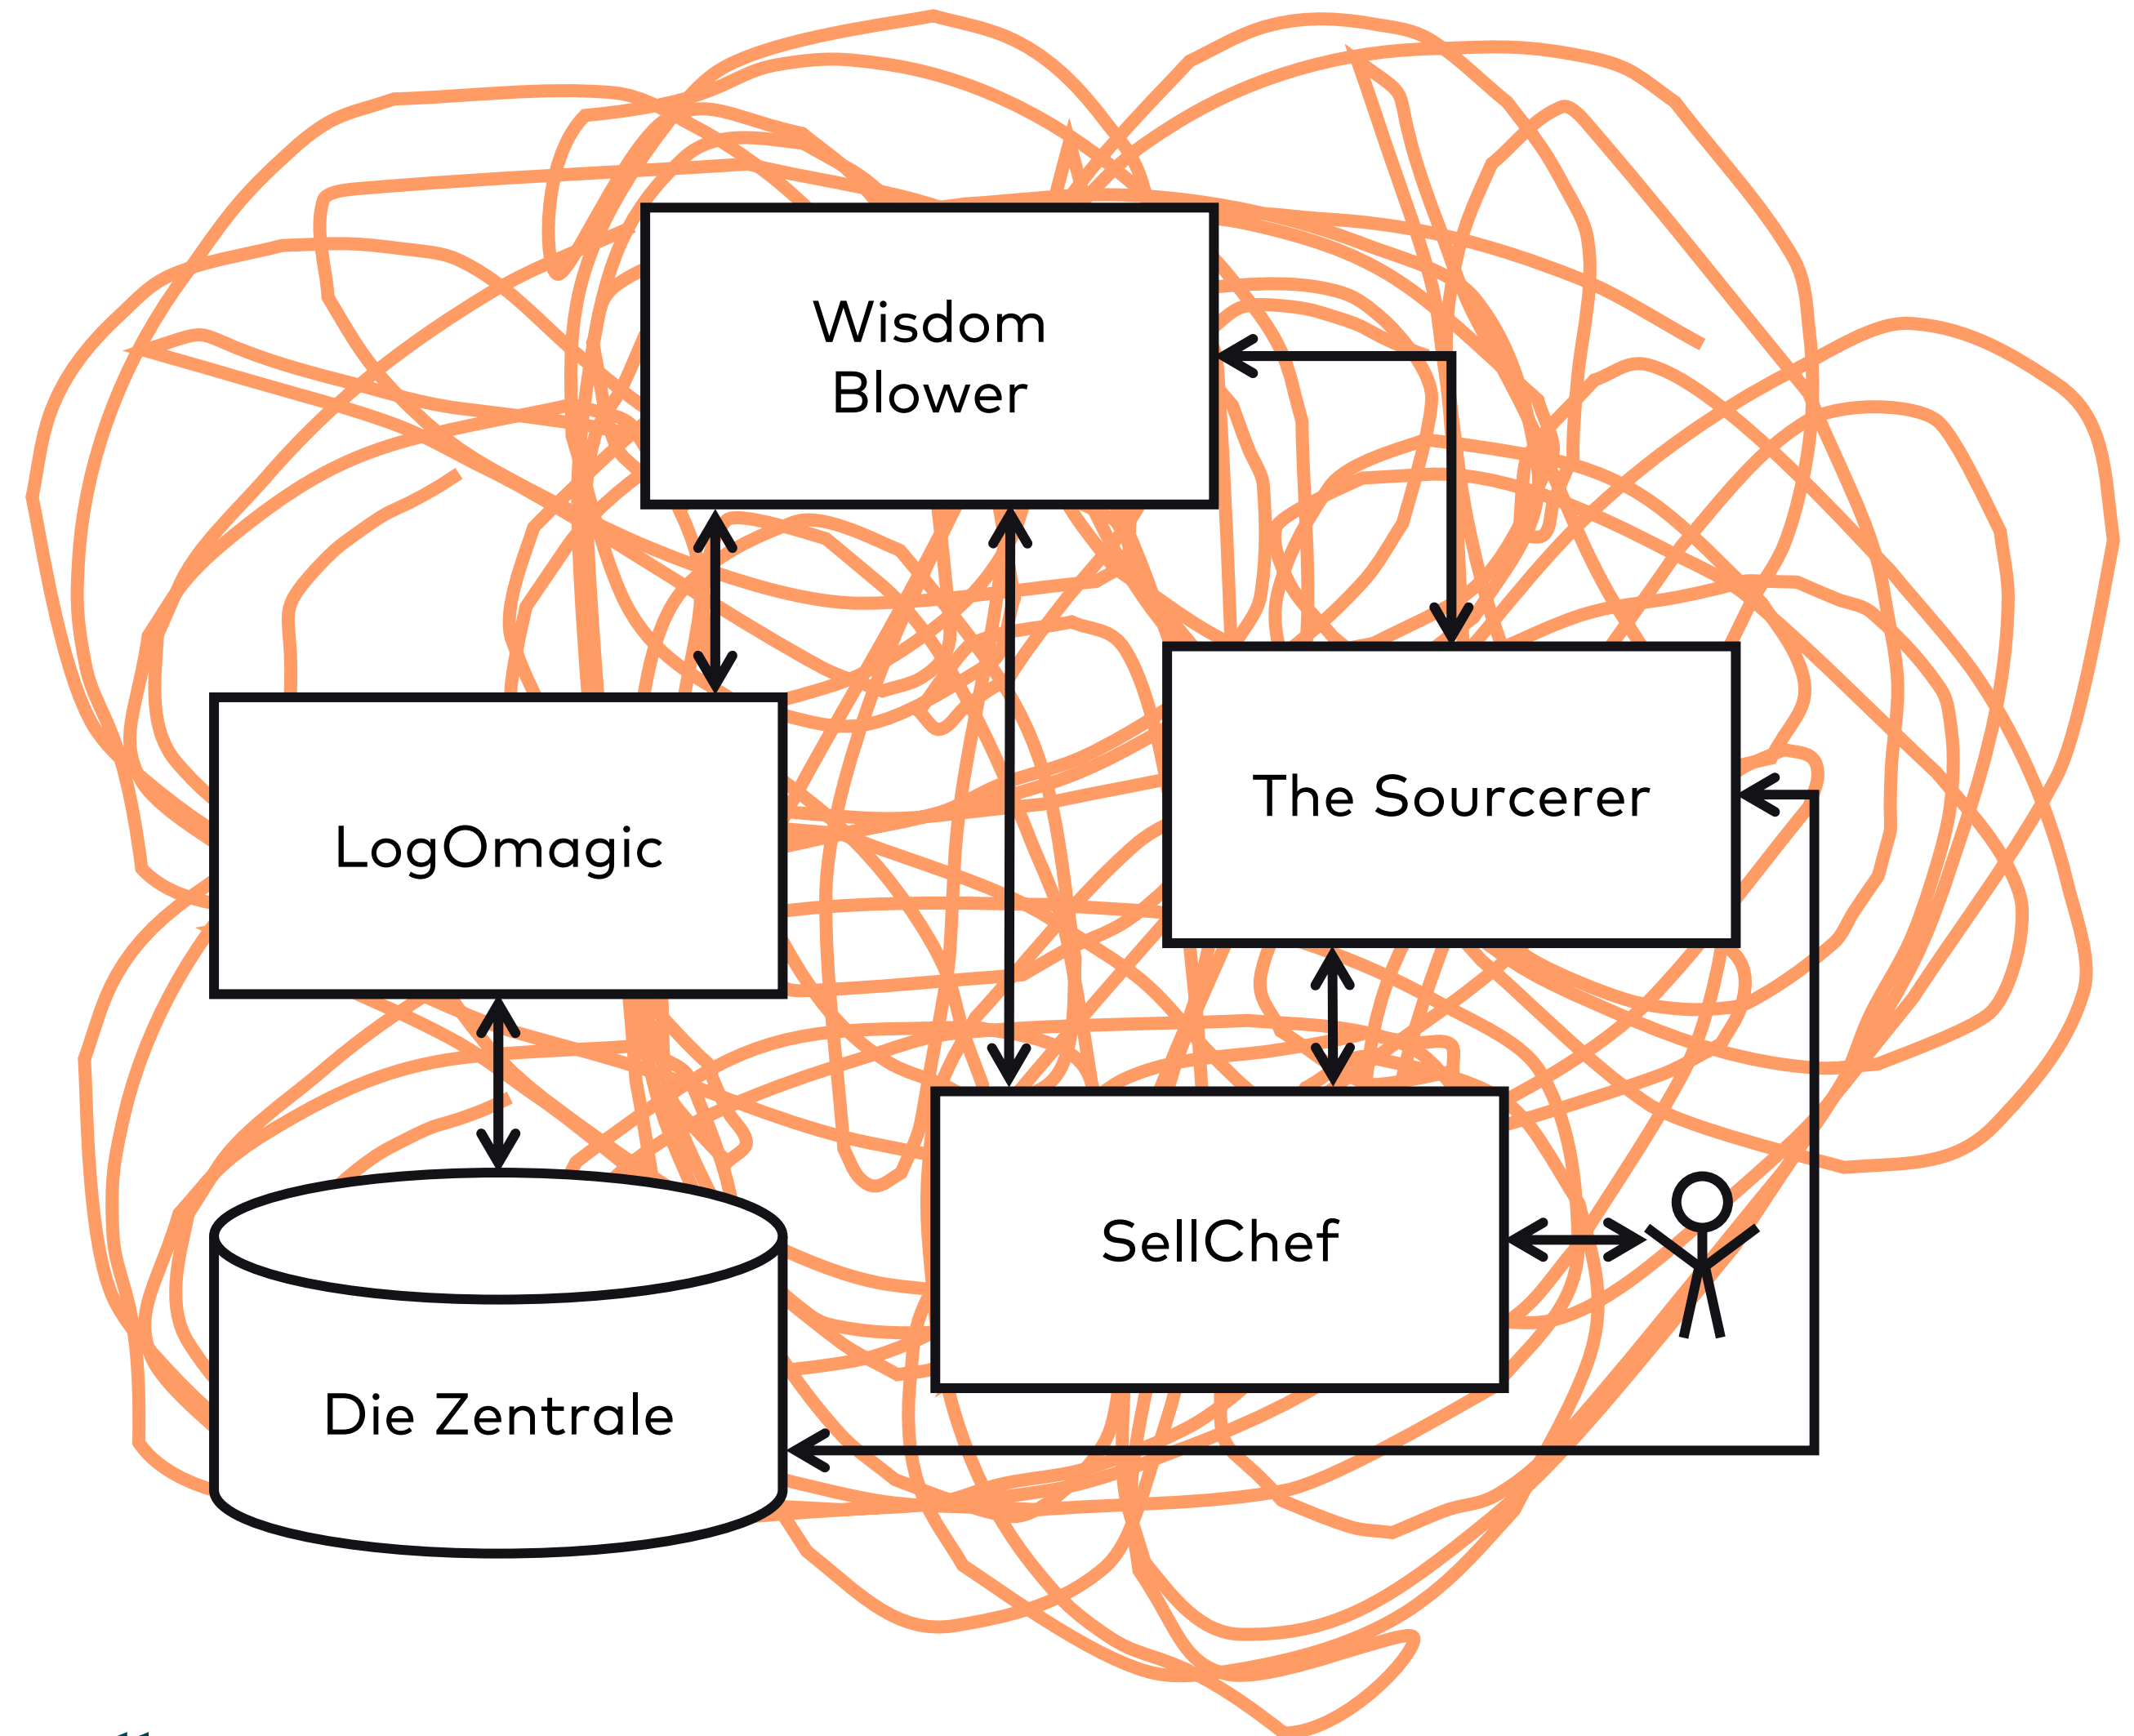 Wisdom
Blower
The Sourcerer
LogOmagic
SellChef
Die Zentrale